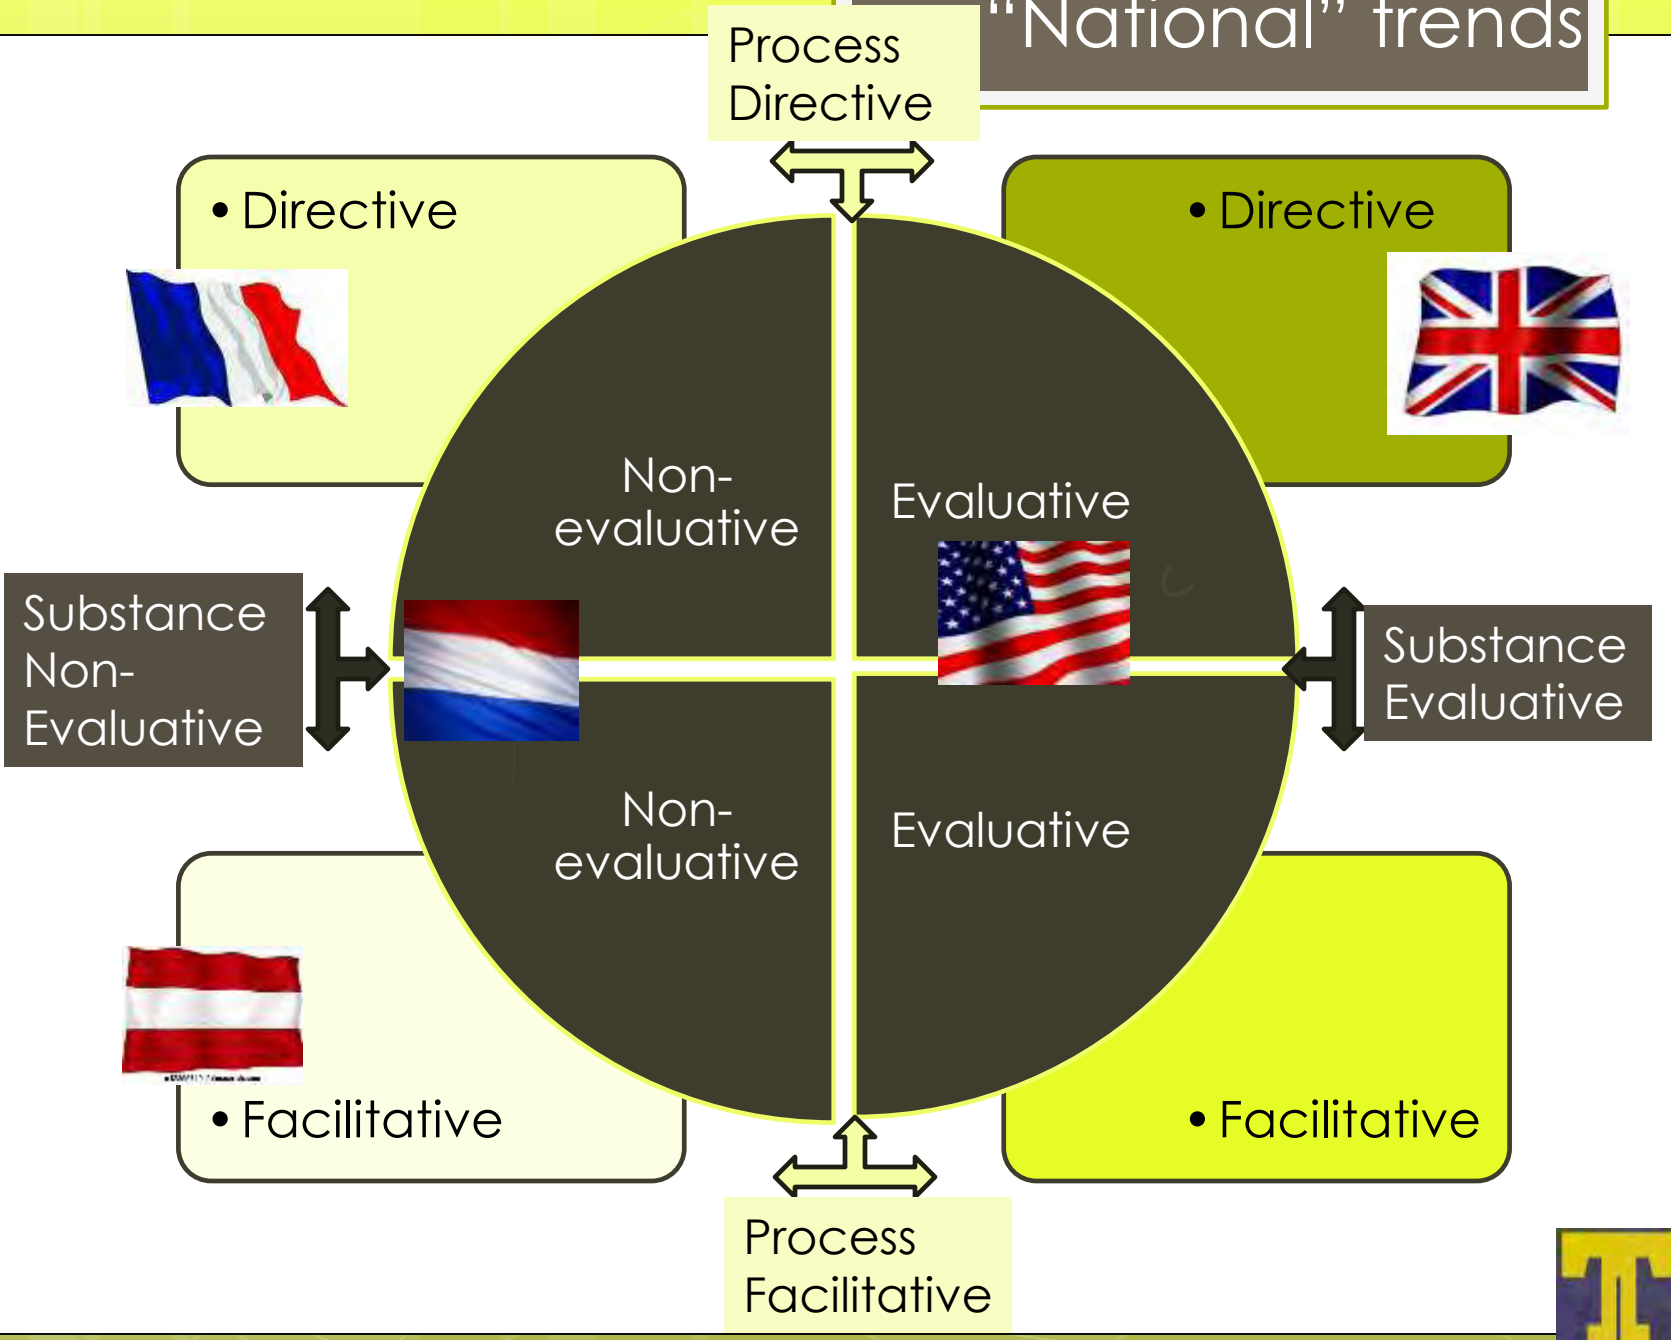 “National” trends
Process
Directive
• Directive
• Directive
Non-
evaluative
Evaluative
Substance
Non-
Evaluative
Substance
Evaluative
Non-
evaluative
Evaluative
• Facilitative
• Facilitative
Process
Facilitative